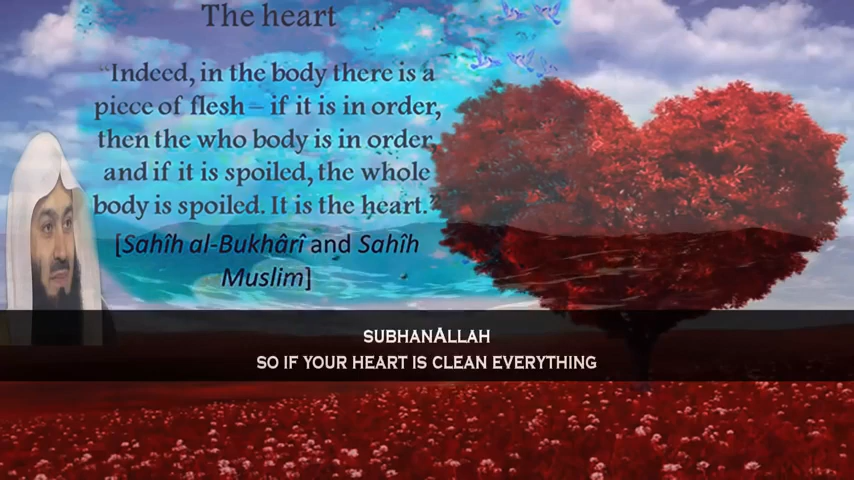 The heart
“Indeed, in the body there is a
piece of flesh – if it is in order,
then the who body is in order,
and if it is spoiled, the whole
body is spoiled. It is the heart.”
[Sahîh al-Bukhârî and Sahîh
Muslim]
SUBHANALLAH
SO IF YOUR HEART IS CLEAN EVERYTHING